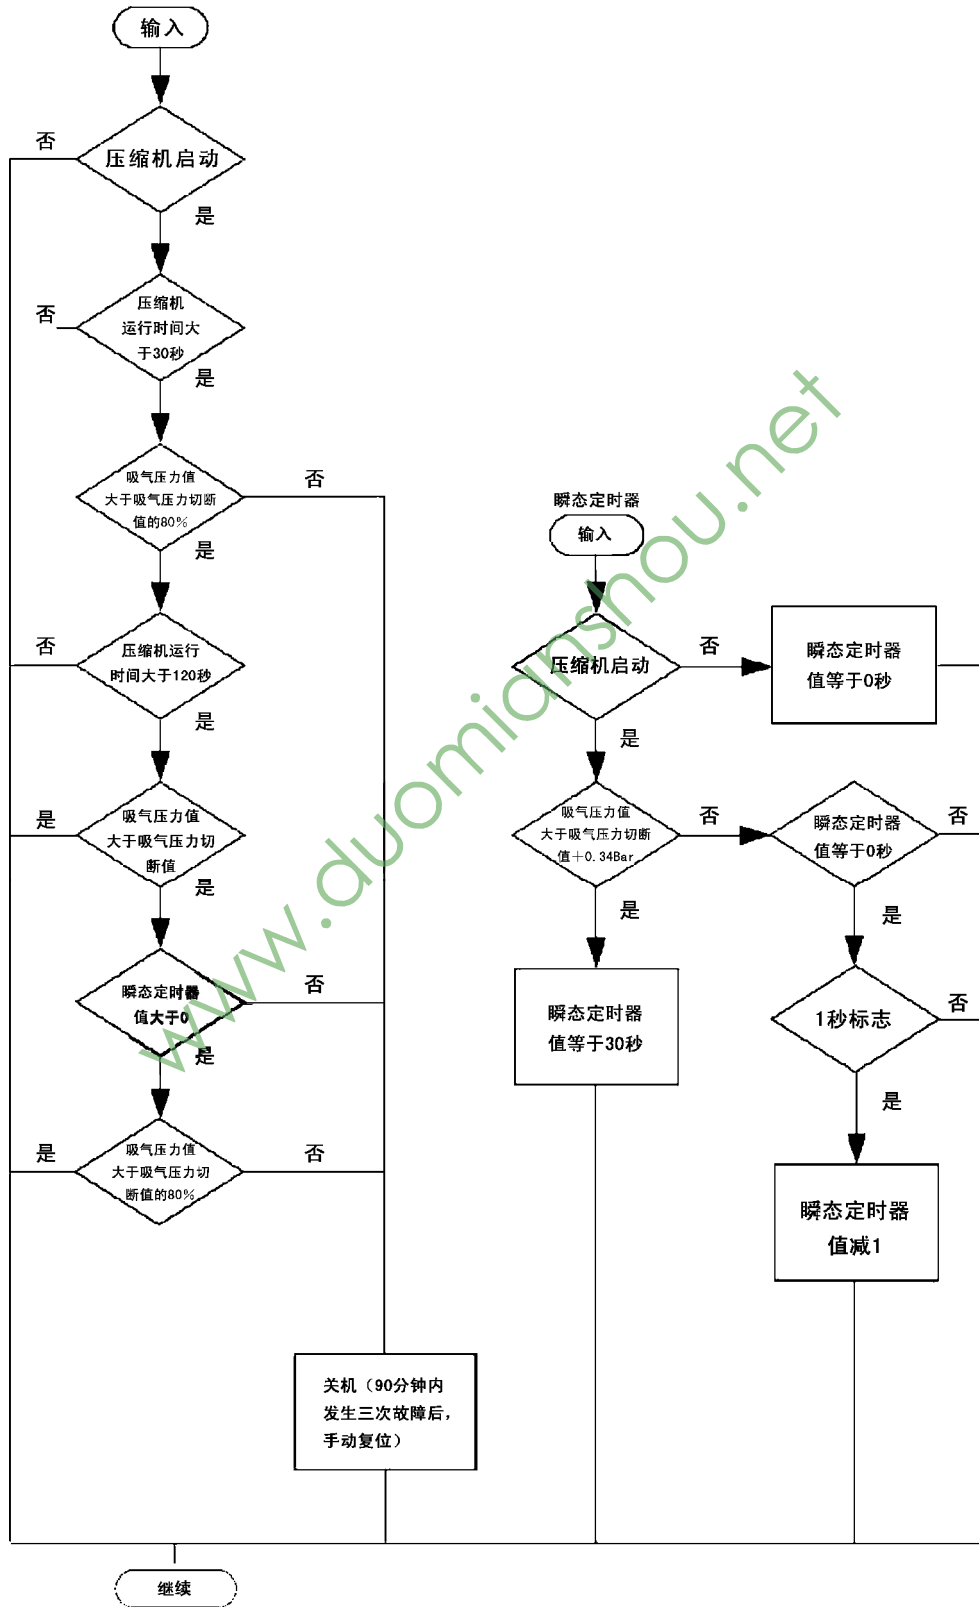 输入
否
压缩机启动
是
否
压缩机
运行时间大
于30秒
是
吸气压力值
大于吸气压力切断
值的80%
否
是
否
压缩机运行
时间大于120秒
是
是
吸气压力值
大于吸气压力切
断值
是
瞬态定时器
值大于0
否
是
是
吸气压力值
大于吸气压力切
断值的80%
否
关机（90分钟内
发生三次故障后，
手动复位）
继续
瞬态定时器
输入
压缩机启动
否
瞬态定时器
值等于0秒
是
吸气压力值
大于吸气压力切断
值+0.34Bar
否
瞬态定时器
值等于0秒
否
是
瞬态定时器
值等于30秒
是
1秒标志
否
是
瞬态定时器
值减1
www.duomianshou.net